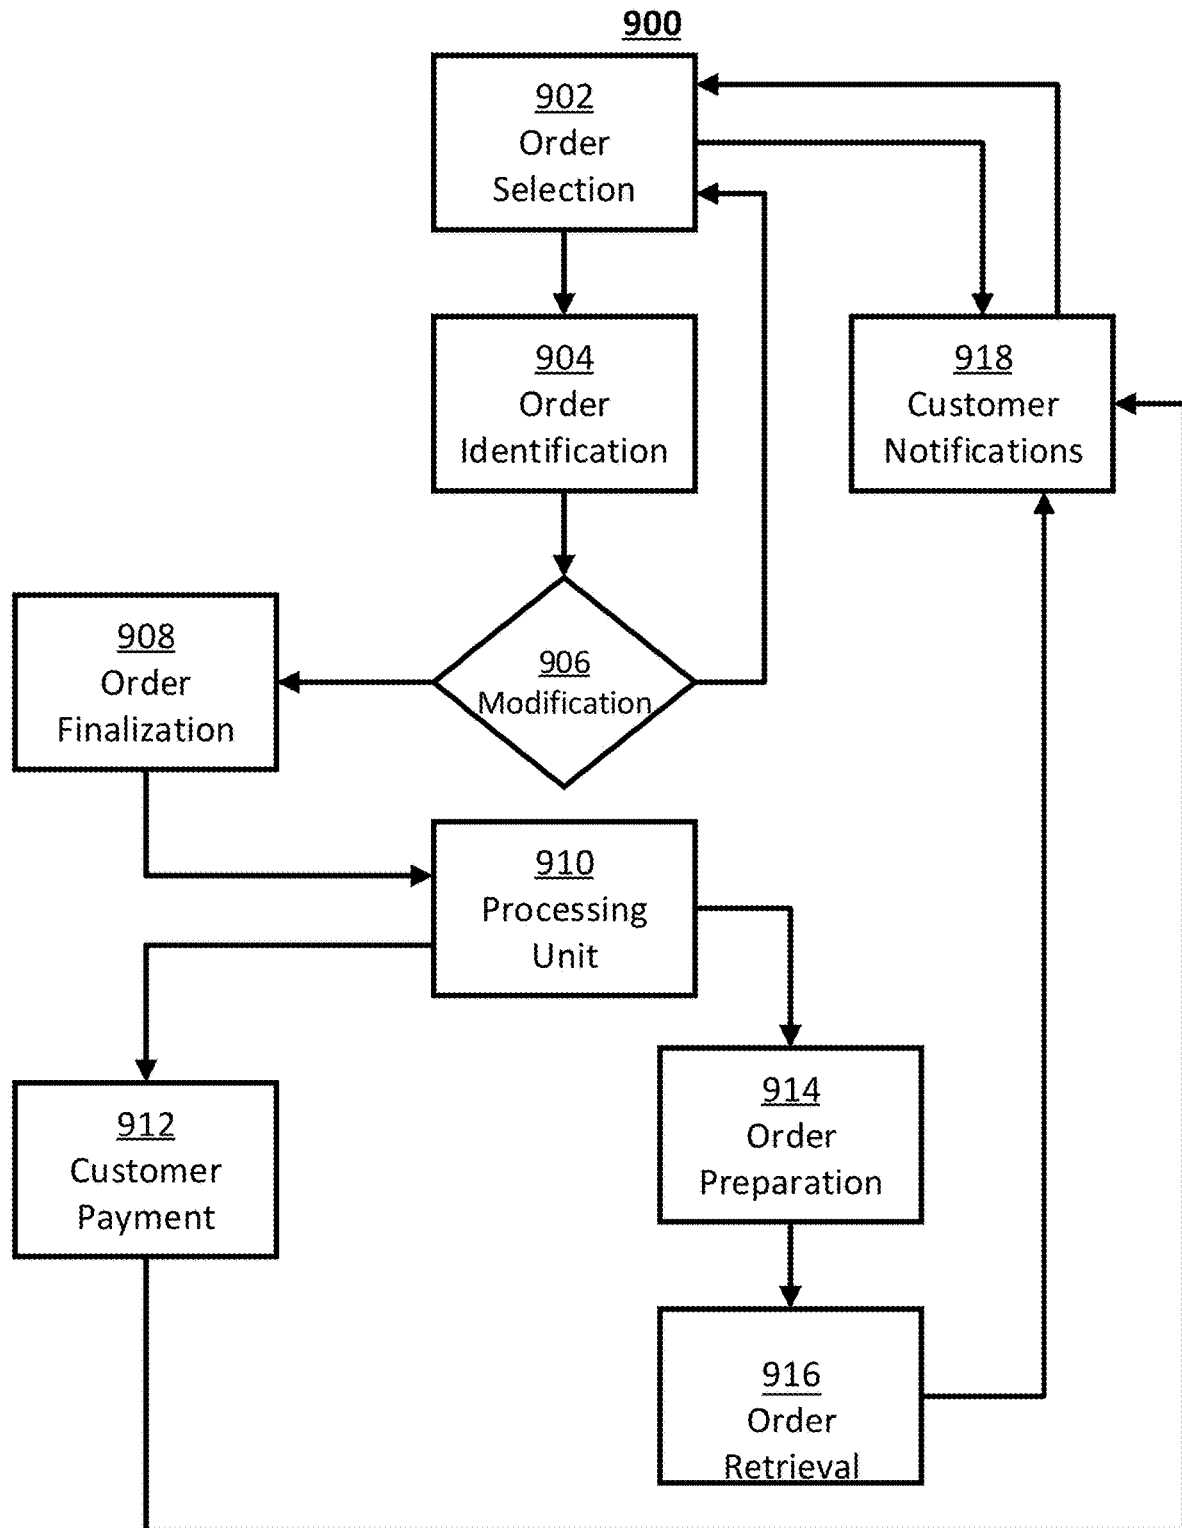 900
902
Order
Selection
904
Order
Identification
918
Customer
Notifications
906
Modification
908
Order
Finalization
910
Processing
Unit
912
Customer
Payment
914
Order
Preparation
916
Order
Retrieval